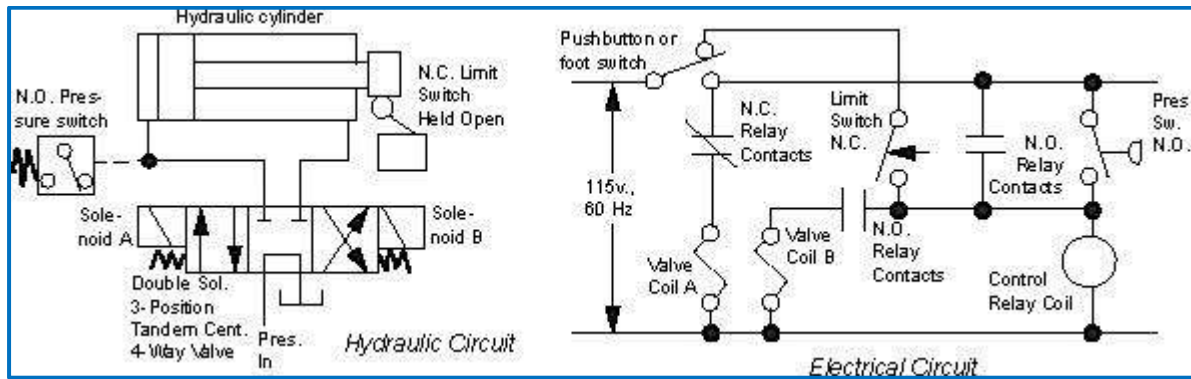 Hydraulic cylinder
N.O. Pres-
sure switch
N.C. Limit
Switch
Held Open
Sole-
noid A
Sole-
noid B
Double Sol.
3-Position
Tandem Cent.
4-Way Valve
Pres.
In
Hydraulic Circuit
Pushbutton or
foot switch
115v.,
60 Hz
N.C.
Relay
Contacts
Limit
Switch
N.C.
N.O.
Relay
Contacts
Pres
Sw.
N.O.
Valve
Coil A
Valve
Coil B
N.O.
Relay
Contacts
Control
Relay Coil
Electrical Circuit